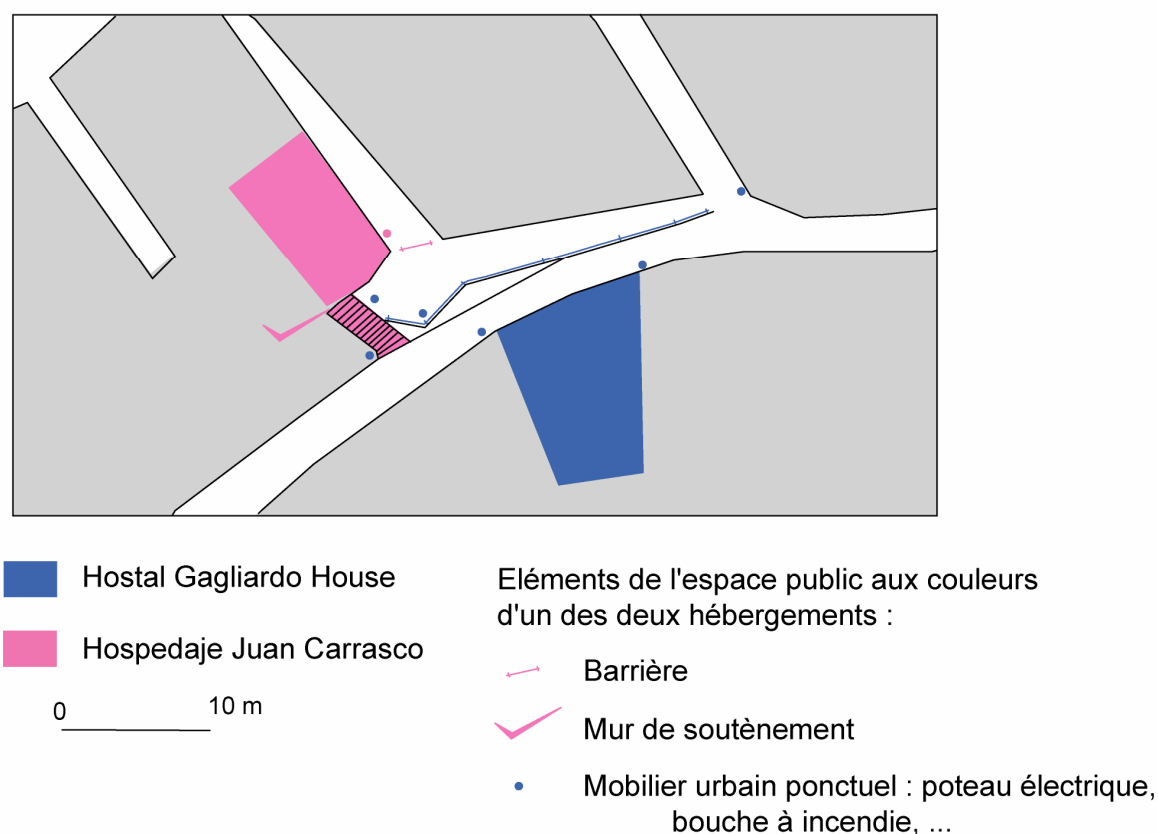 Hostal Gagliardo House
Hospedaje Juan Carrasco
0 10 m
Eléments de l'espace public aux couleurs
d'un des deux hébergements :
Barrière
Mur de soutènement
Mobilier urbain ponctuel : poteau électrique,
bouche à incendie, ...